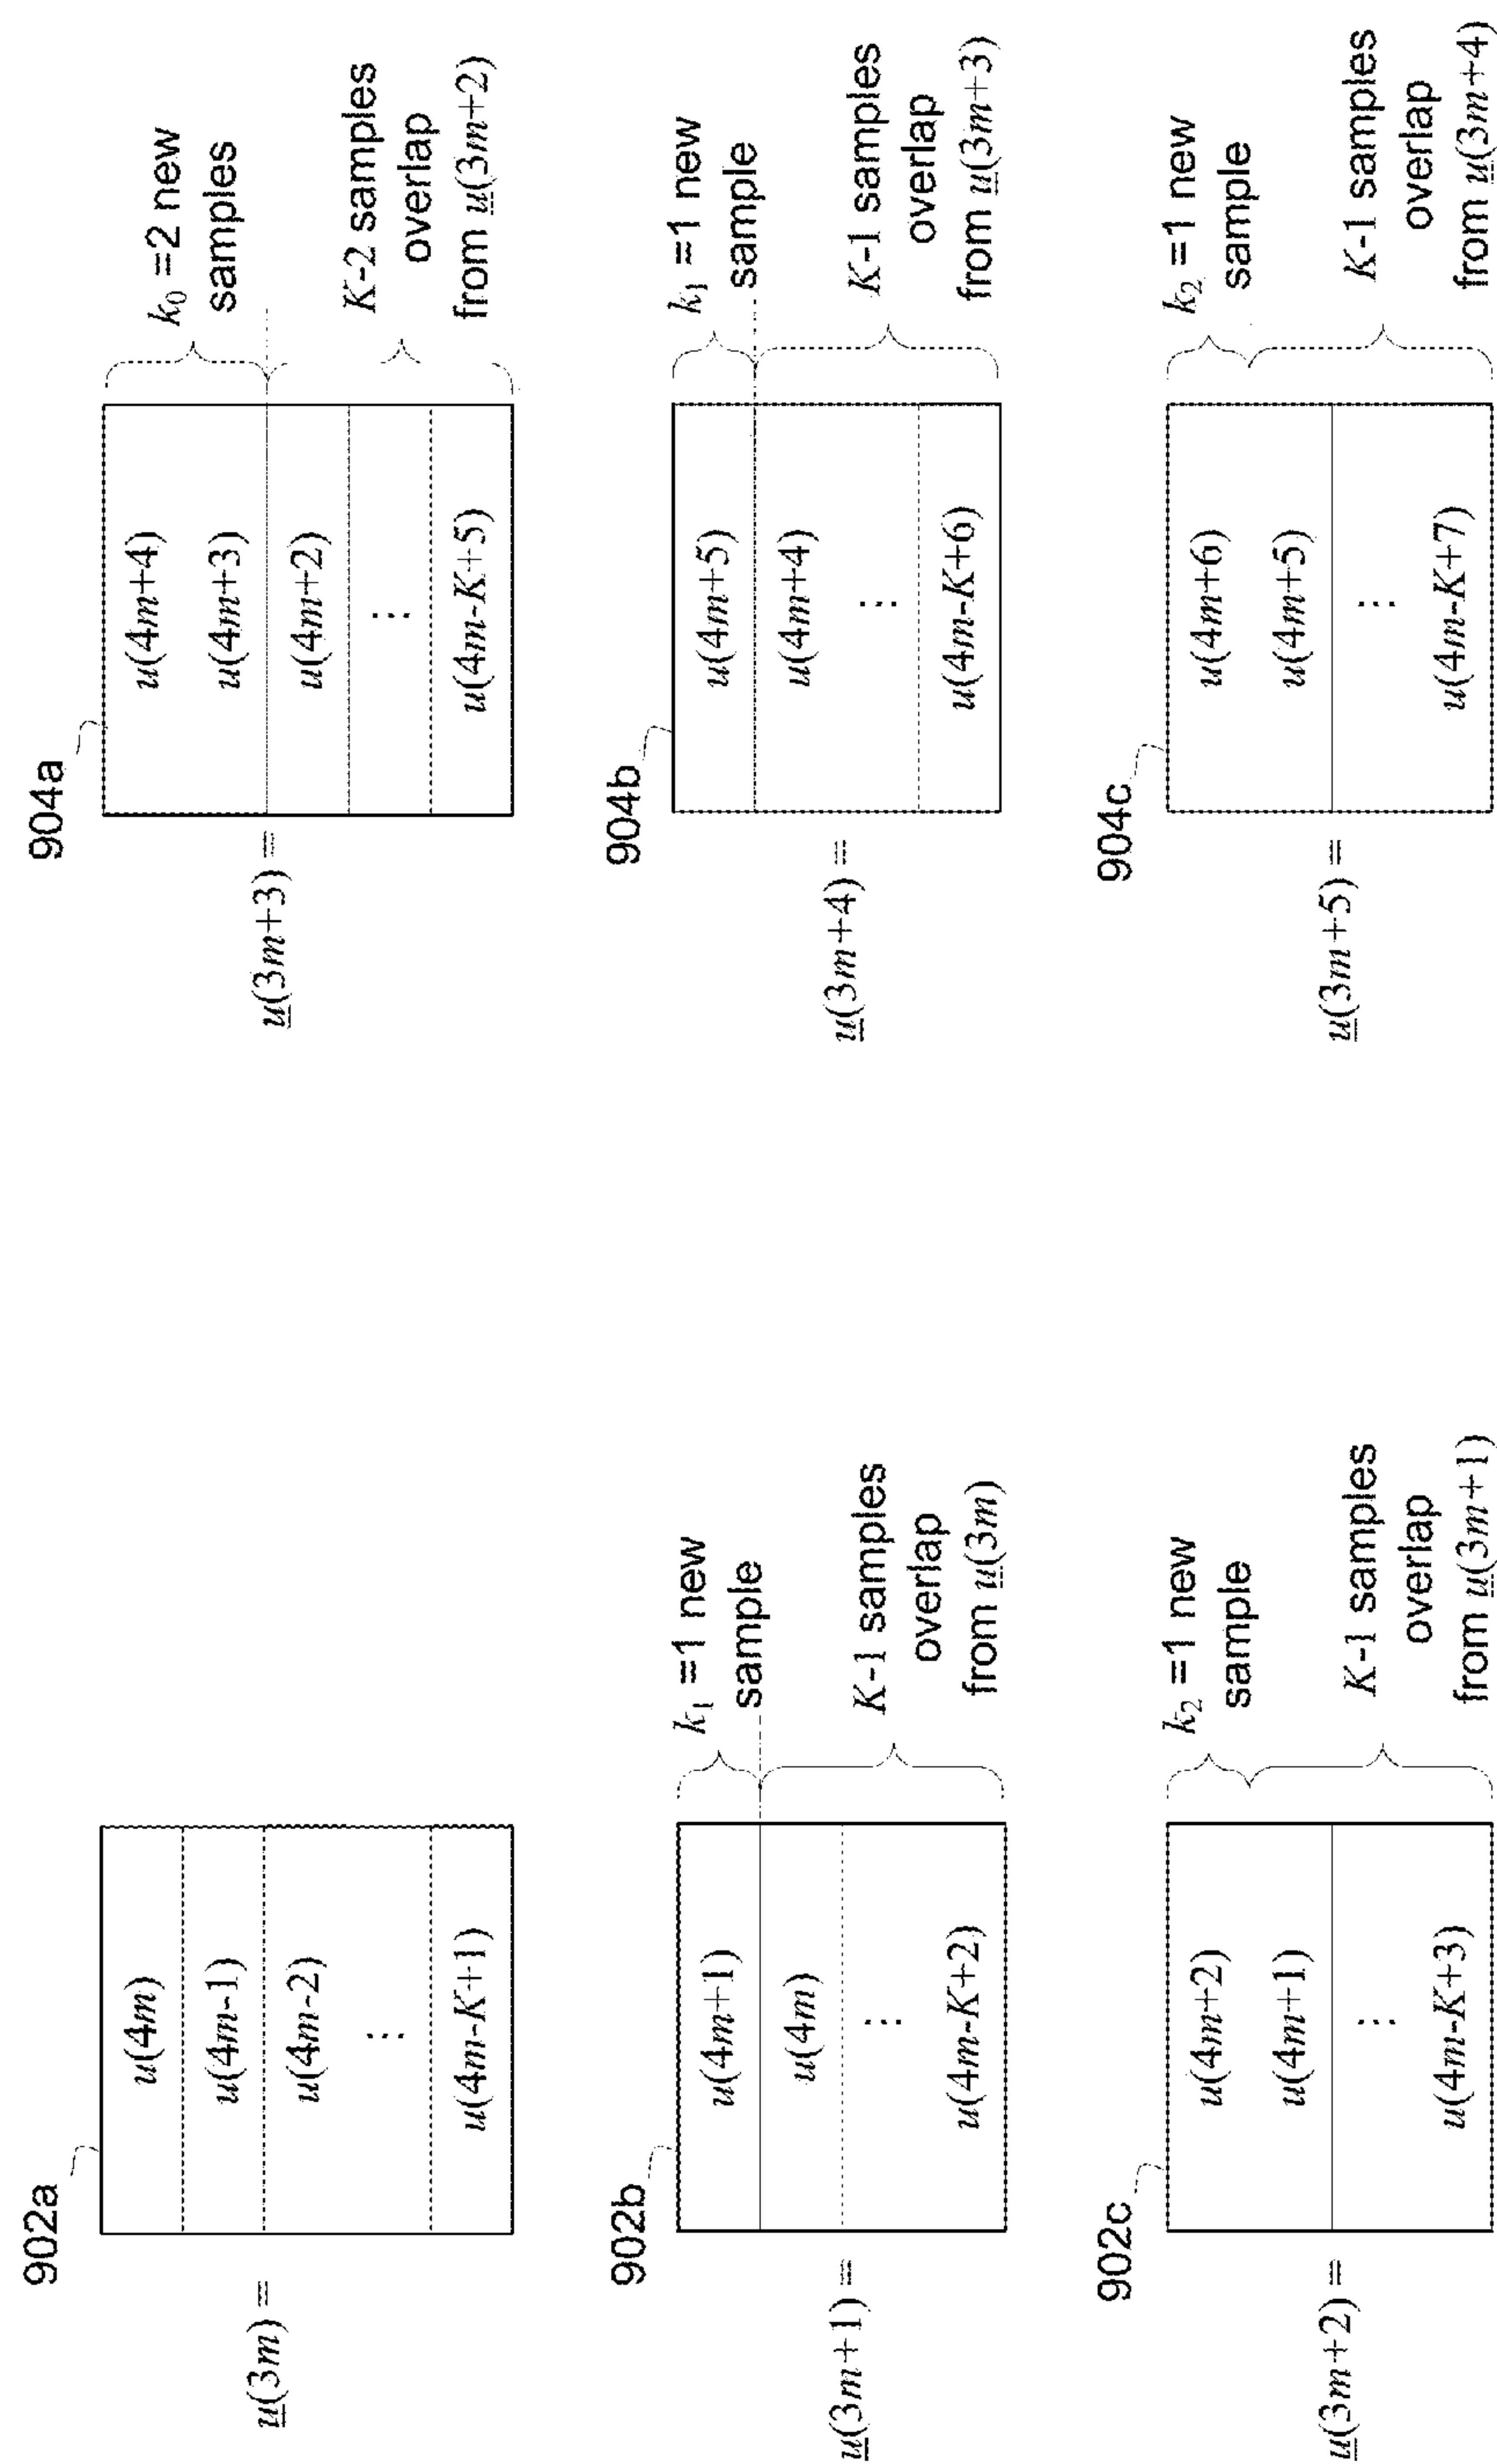 902a
u(3m) =
u(4m)
u(4m-1)
u(4m-2)
...
u(4m-K+1)
902b
u(3m+1) =
u(4m+1)
u(4m)
...
u(4m-K+2)
k₁ =1 new
sample
K-1 samples
overlap
from u(3m)
902c
u(3m+2) =
u(4m+2)
u(4m+1)
...
u(4m-K+3)
k₂ =1 new
sample
K-1 samples
overlap
from u(3m+1)
904a
u(3m+3) =
u(4m+4)
u(4m+3)
u(4m+2)
...
u(4m-K+5)
k₀ =2 new
samples
K-2 samples
overlap
from u(3m+2)
904b
u(3m+4) =
u(4m+5)
u(4m+4)
...
u(4m-K+6)
k₁ =1 new
sample
K-1 samples
overlap
from u(3m+3)
904c
u(3m+5) =
u(4m+6)
u(4m+5)
...
u(4m-K+7)
k₂ =1 new
sample
K-1 samples
overlap
from u(3m+4)